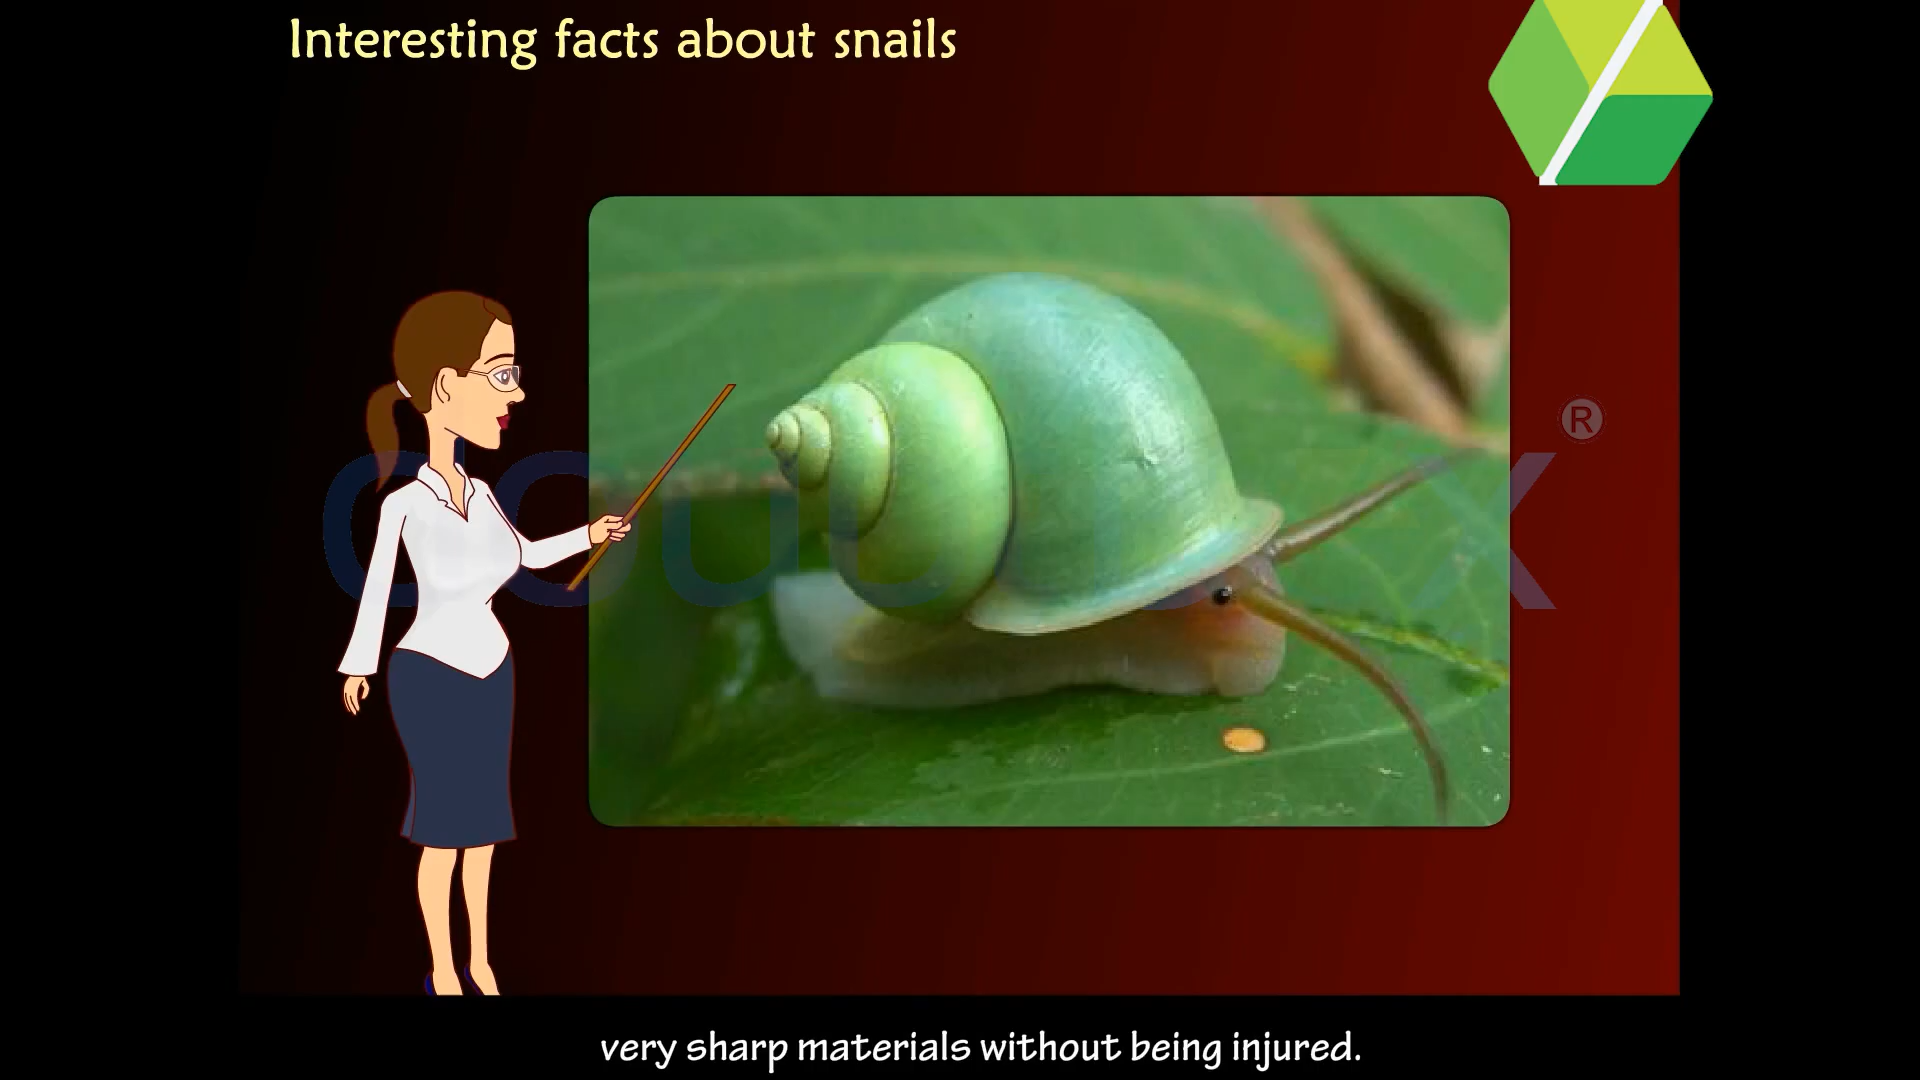 Interesting facts about snails
®
very sharp materials without being injured.